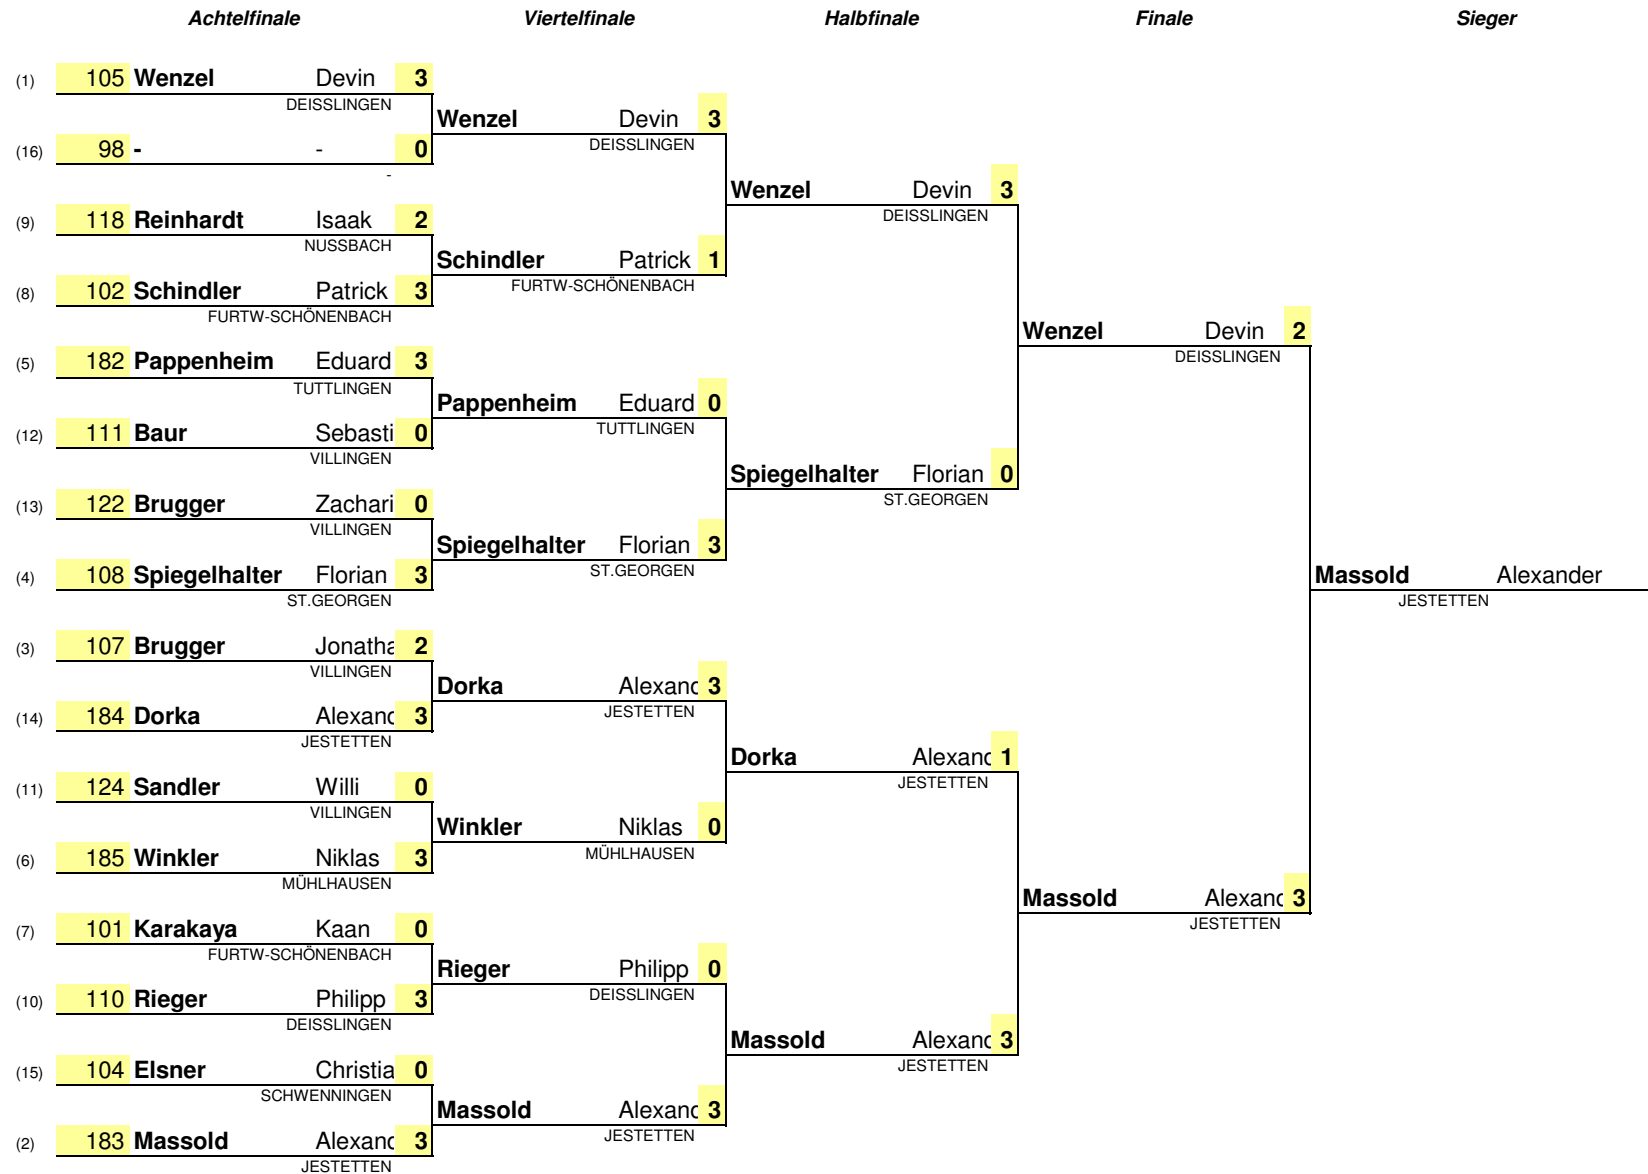 Achtelfinale Viertelfinale Halbfinale Finale Sieger
(1) 105 Wenzel Devin 3
DEISSLINGEN
Wenzel Devin 3
DEISSLINGEN
(16) 98 - - 0
-
Wenzel Devin 3
DEISSLINGEN
(9) 118 Reinhardt Isaak 2
NUSSBACH
Schindler Patrick 1
FURTW-SCHÖNENBACH
(8) 102 Schindler Patrick 3
FURTW-SCHÖNENBACH
Wenzel Devin 2
DEISSLINGEN
(5) 182 Pappenheim Eduard 3
TUTTLINGEN
Pappenheim Eduard 0
TUTTLINGEN
(12) 111 Baur Sebasti 0
VILLINGEN
Spiegelhalter Florian 0
ST.GEORGEN
(13) 122 Brugger Zachari 0
VILLINGEN
Spiegelhalter Florian 3
ST.GEORGEN
(4) 108 Spiegelhalter Florian 3
ST.GEORGEN
Massold Alexander
JESTETTEN
(3) 107 Brugger Jonatha 2
VILLINGEN
Dorka Alexand 3
JESTETTEN
(14) 184 Dorka Alexand 3
JESTETTEN
Dorka Alexand 1
JESTETTEN
(11) 124 Sandler Willi 0
VILLINGEN
Winkler Niklas 0
MÜHLHAUSEN
(6) 185 Winkler Niklas 3
MÜHLHAUSEN
Massold Alexand 3
JESTETTEN
(7) 101 Karakaya Kaan 0
FURTW-SCHÖNENBACH
Rieger Philipp 0
DEISSLINGEN
(10) 110 Rieger Philipp 3
DEISSLINGEN
Massold Alexand 3
JESTETTEN
(15) 104 Elsner Christia 0
SCHWENNINGEN
Massold Alexand 3
JESTETTEN
(2) 183 Massold Alexand 3
JESTETTEN